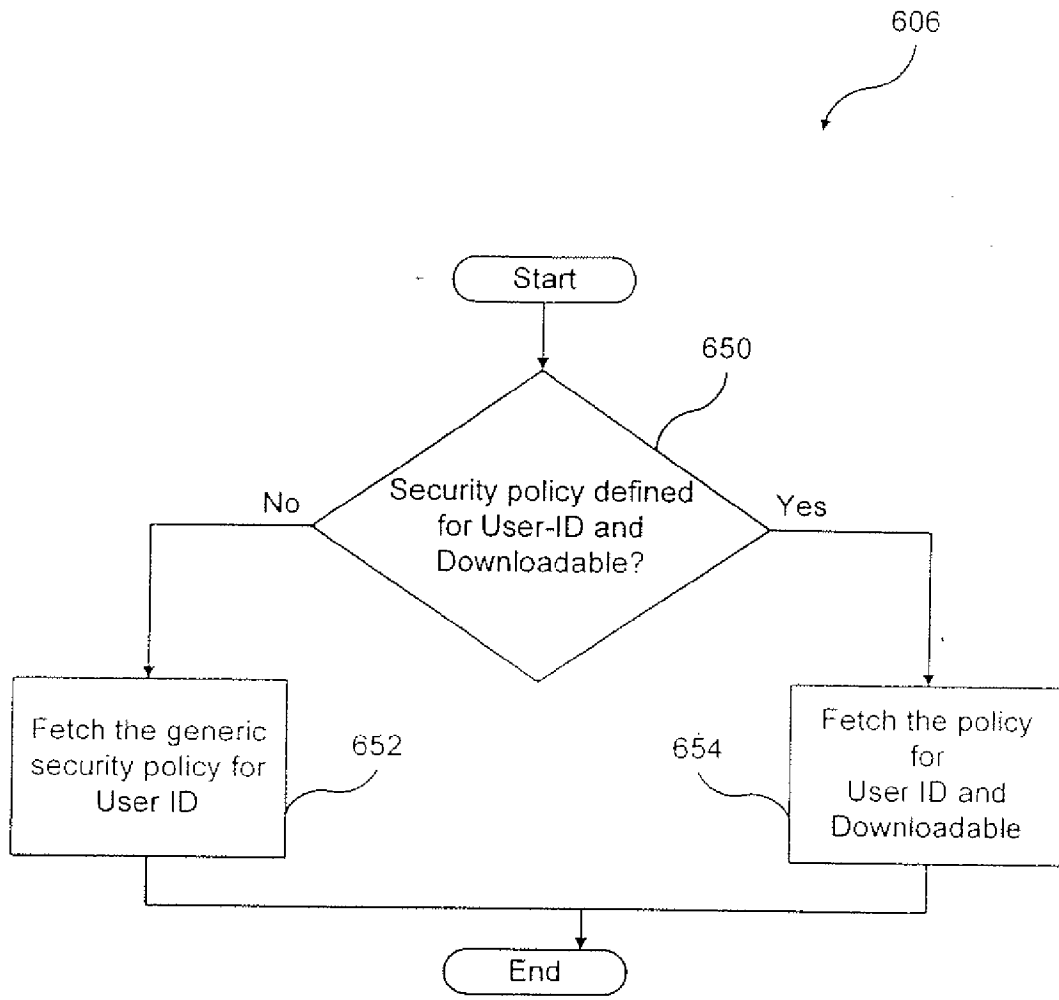 606
Start
650
Security policy defined
for User-ID and
Downloadable?
No
Yes
Fetch the generic
security policy for
User ID
652
654
Fetch the policy
for
User ID and
Downloadable
End